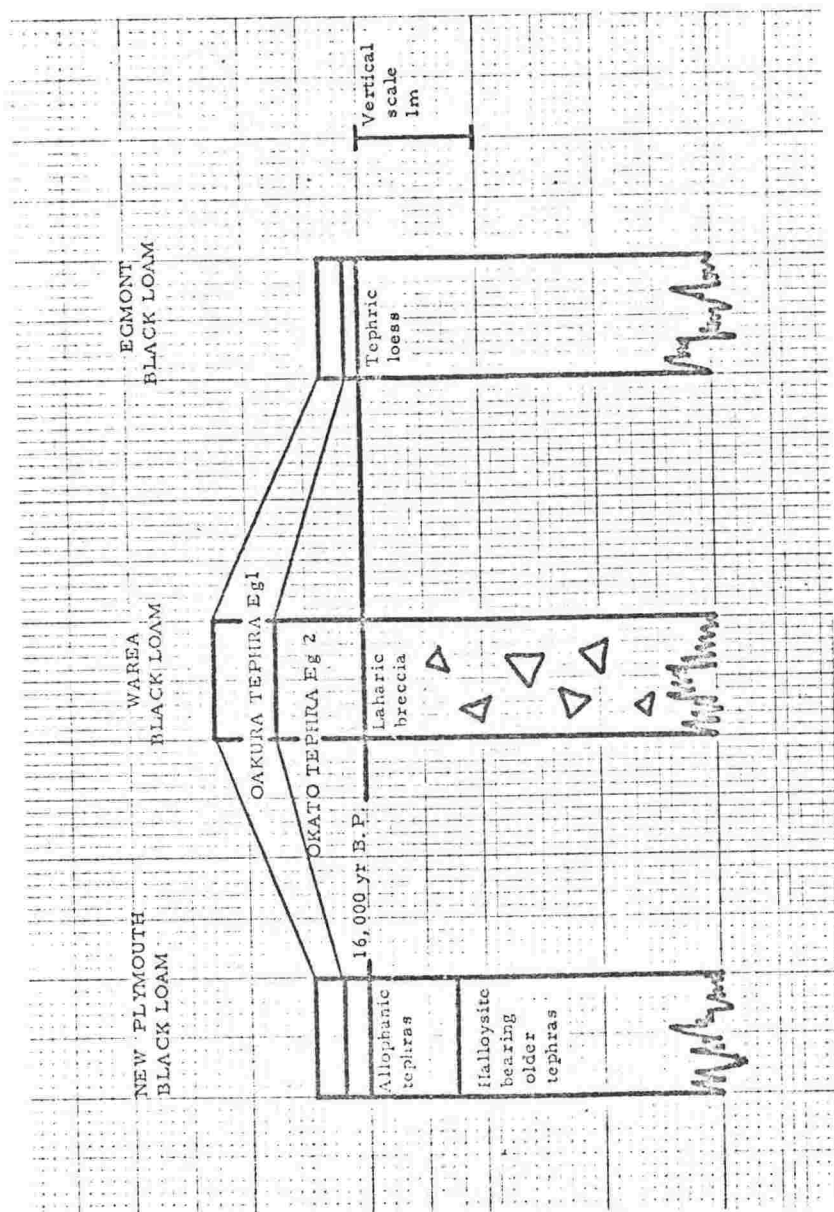 NEW PLYMOUTH
BLACK LOAM
WAREA
BLACK LOAM
EGMONT
BLACK LOAM
OAKURA TEPHRA Eg1
OKATO TEPHRA Eg 2
16,000 yr B.P.
Allophanic
tephras
Halloysite
bearing
older
tephras
Laharic
breccia
Tephric
loess
Vertical
scale
1m